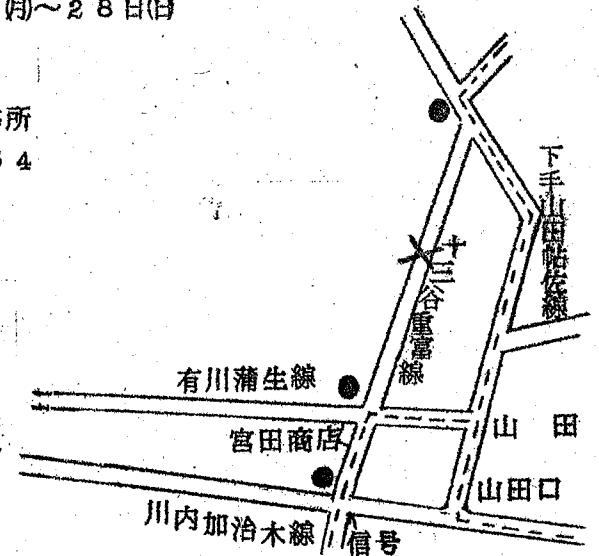 (月)～２８日(日)
所
４
下手山田帖佐線
十三谷重富線
有川蒲生線
宮田商店
山田
山田口
川内加治木線
信号